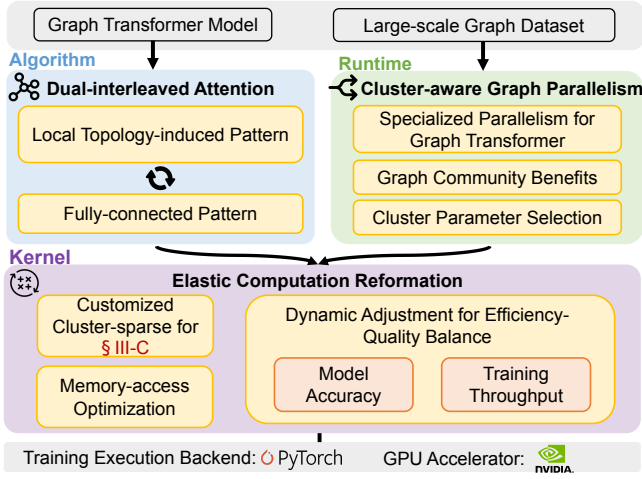 Graph Transformer Model
Large-scale Graph Dataset
Algorithm
Dual-interleaved Attention
Local Topology-induced Pattern
Fully-connected Pattern
Runtime
Cluster-aware Graph Parallelism
Specialized Parallelism for
Graph Transformer
Graph Community Benefits
Cluster Parameter Selection
Kernel
Elastic Computation Reformation
Customized
Cluster-sparse for
§ III-C
Memory-access
Optimization
Dynamic Adjustment for Efficiency-
Quality Balance
Model
Accuracy
Training
Throughput
Training Execution Backend: PyTorch
GPU Accelerator: NVIDIA.